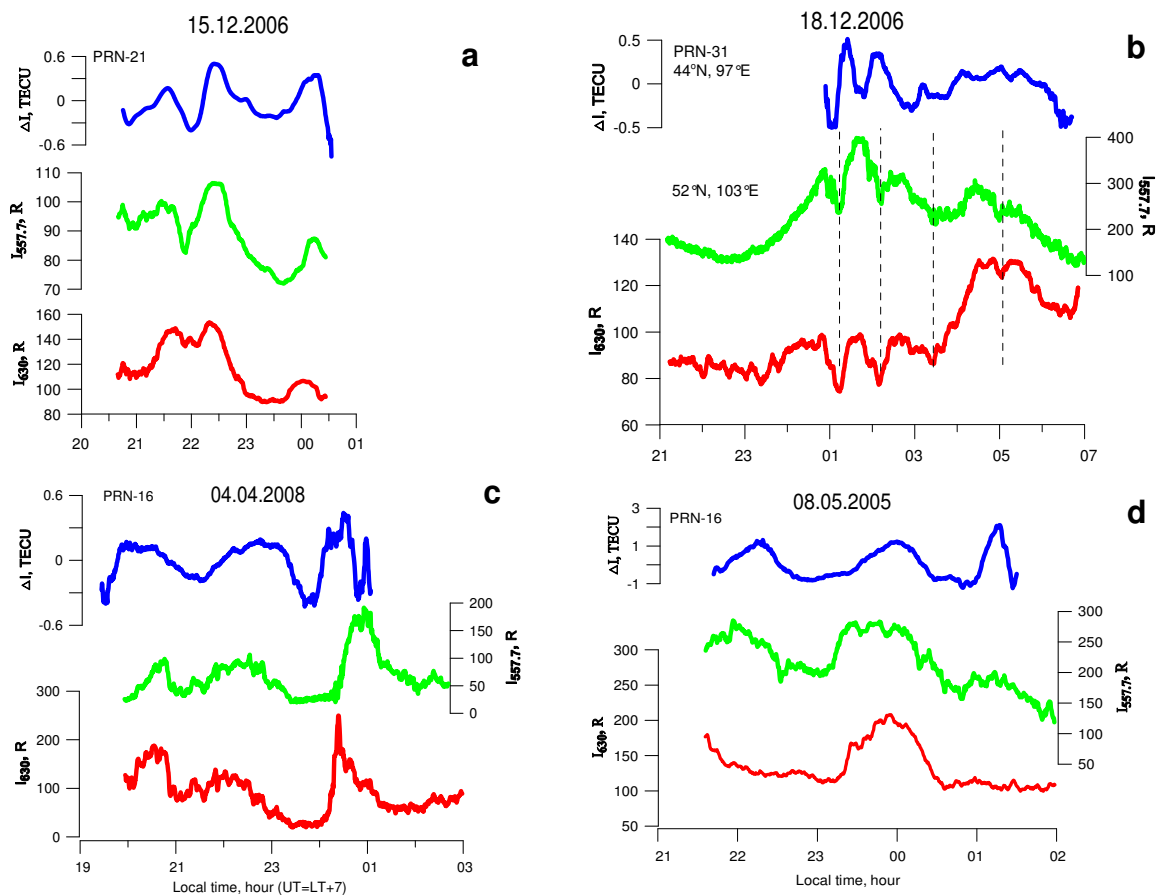 15.12.2006
a
PRN-21
0.6
0
-0.6
ΔI, TECU
110
100
90
80
70
I557.7, R
160
140
120
100
80
I630, R
20 21 22 23 00 01
18.12.2006
b
PRN-31
44°N, 97°E
0.5
0
-0.5
ΔI, TECU
52°N, 103°E
400
300
200
100
I557.7, R
140
120
100
80
60
I630, R
21 23 01 03 05 07
04.04.2008
c
PRN-16
0.6
0
-0.6
ΔI, TECU
200
150
100
50
0
I557.7, R
300
200
100
0
I630, R
19 21 23 01 03
Local time, hour (UT=LT+7)
08.05.2005
d
PRN-16
3
1
-1
ΔI, TECU
300
250
200
150
100
50
I557.7, R
300
250
200
150
100
50
I630, R
21 22 23 00 01 02
Local time, hour